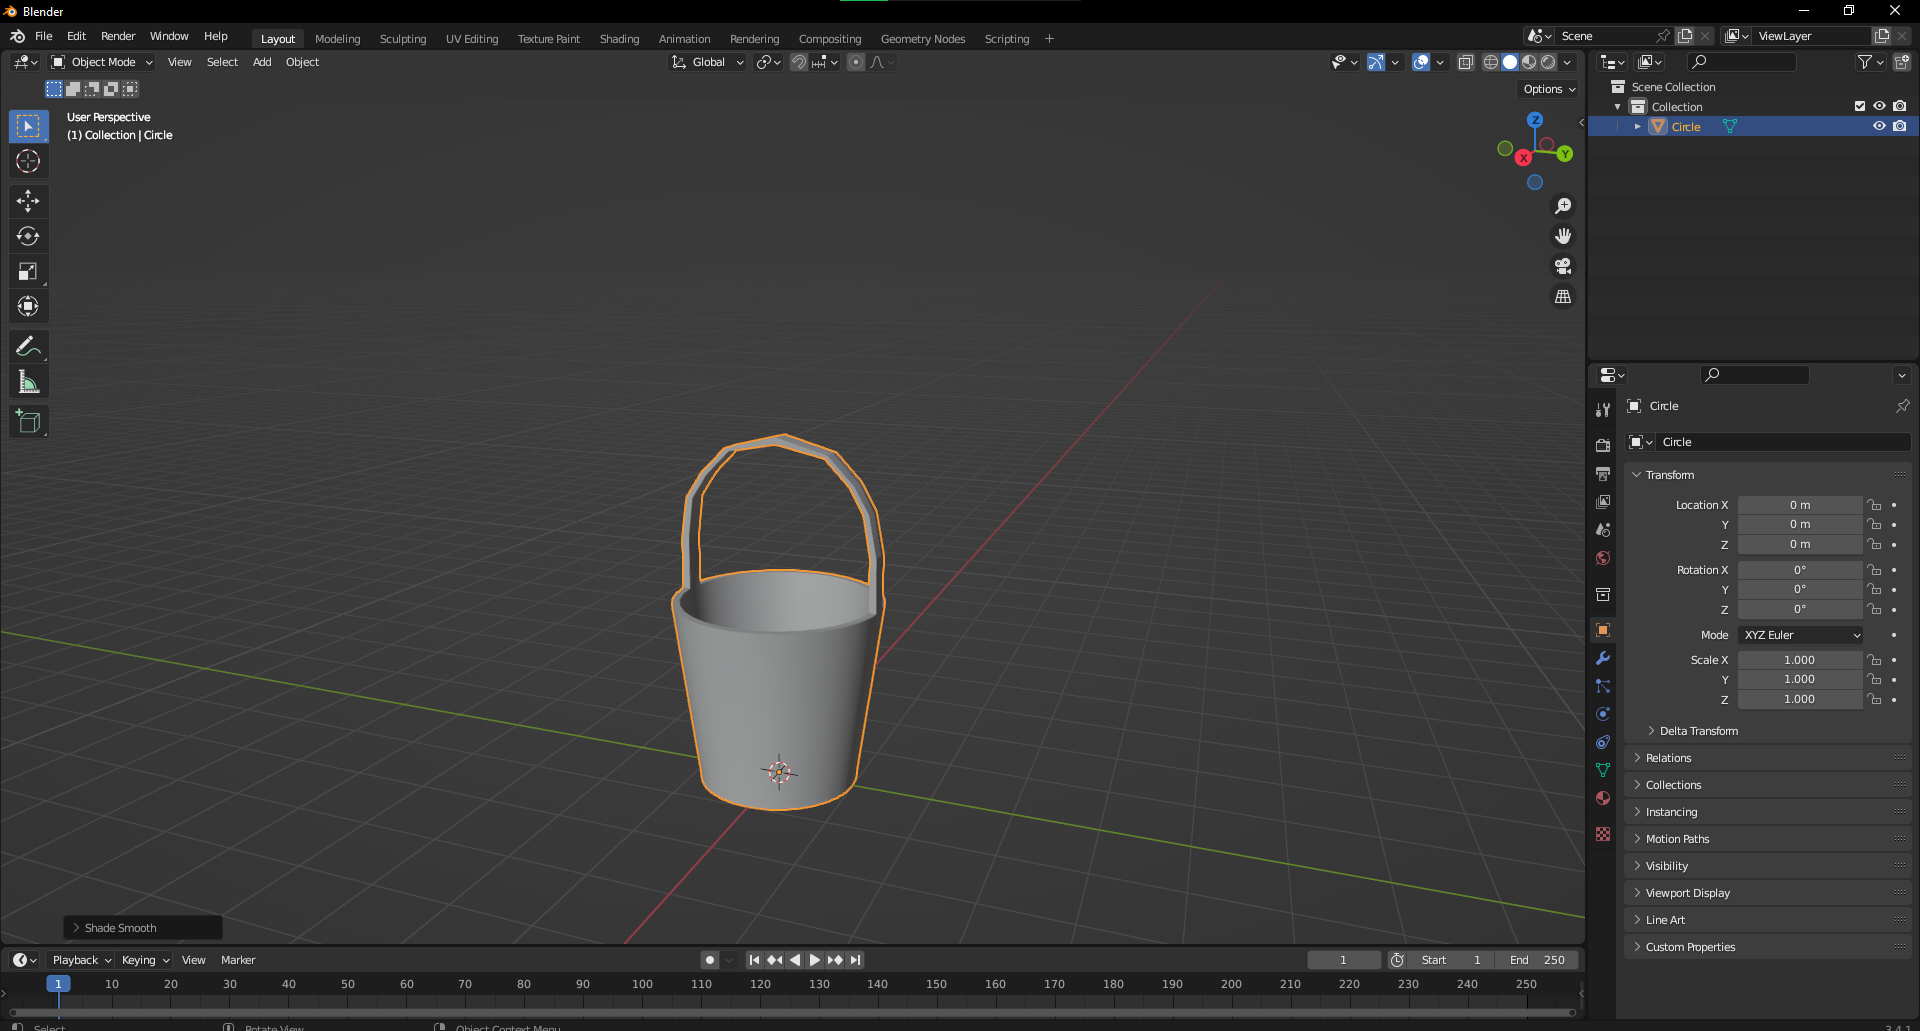 Blender
File Edit Render Window Help Layout Modeling Sculpting UV Editing Texture Paint Shading Animation Rendering Compositing Geometry Nodes Scripting + Scene ViewLayer
Object Mode View Select Add Object Global
Options
User Perspective
(1) Collection | Circle
Z
X Y
Scene Collection
Collection
Circle
Circle
Circle
Transform
Location X 0 m
Y 0 m
Z 0 m
Rotation X 0°
Y 0°
Z 0°
Mode XYZ Euler
Scale X 1.000
Y 1.000
Z 1.000
Delta Transform
Relations
Collections
Instancing
Motion Paths
Visibility
Viewport Display
Line Art
Custom Properties
Shade Smooth
Playback Keying View Marker 1 Start 1 End 250
1 10 20 30 40 50 60 70 80 90 100 110 120 130 140 150 160 170 180 190 200 210 220 230 240 250
Select Rotate View Object Context Menu 3.4.1